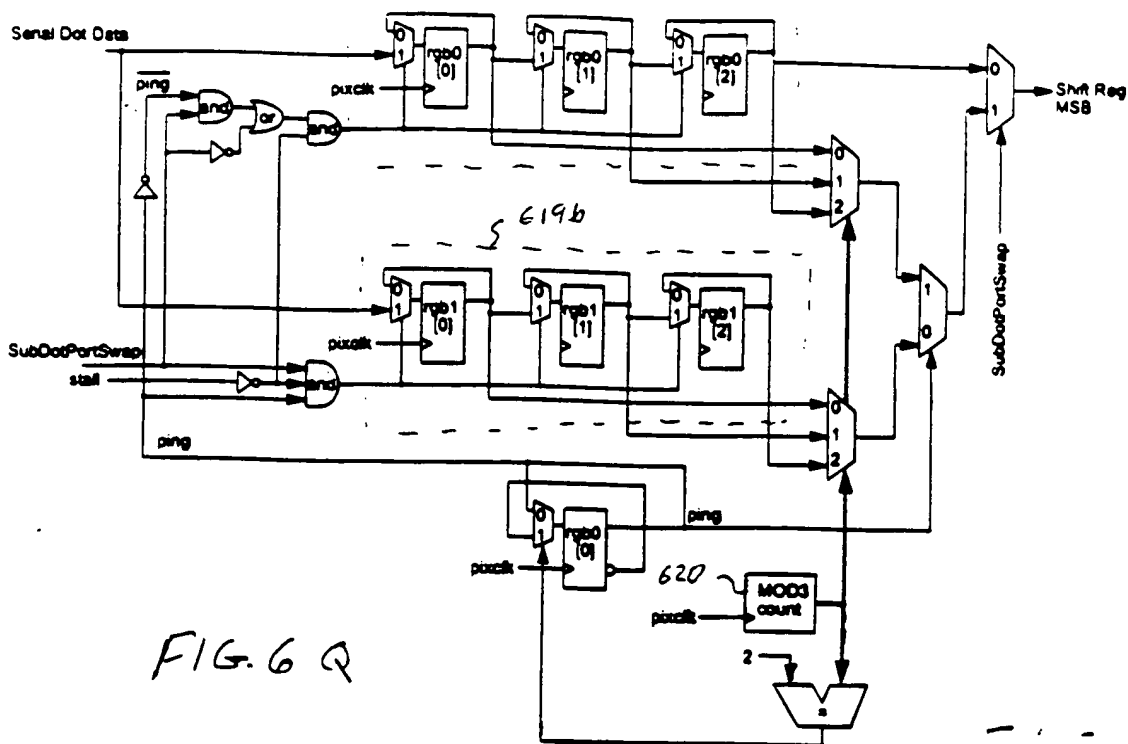 Serial Dot Data
0
1
rgb0
[0]
0
1
rgb0
[1]
0
1
rgb0
[2]
0
1
Shift Reg
MSB
pixclk
ping
and
or
and
0
1
2
619b
SubDotPortSwap
0
1
rgb1
[0]
0
1
rgb1
[1]
0
1
rgb1
[2]
1
0
pixclk
SubDotPortSwap
stall
and
0
1
2
ping
0
1
rgb0
[0]
ping
pixclk
620
MOD3
count
pixclk
2
=
FIG. 6 Q